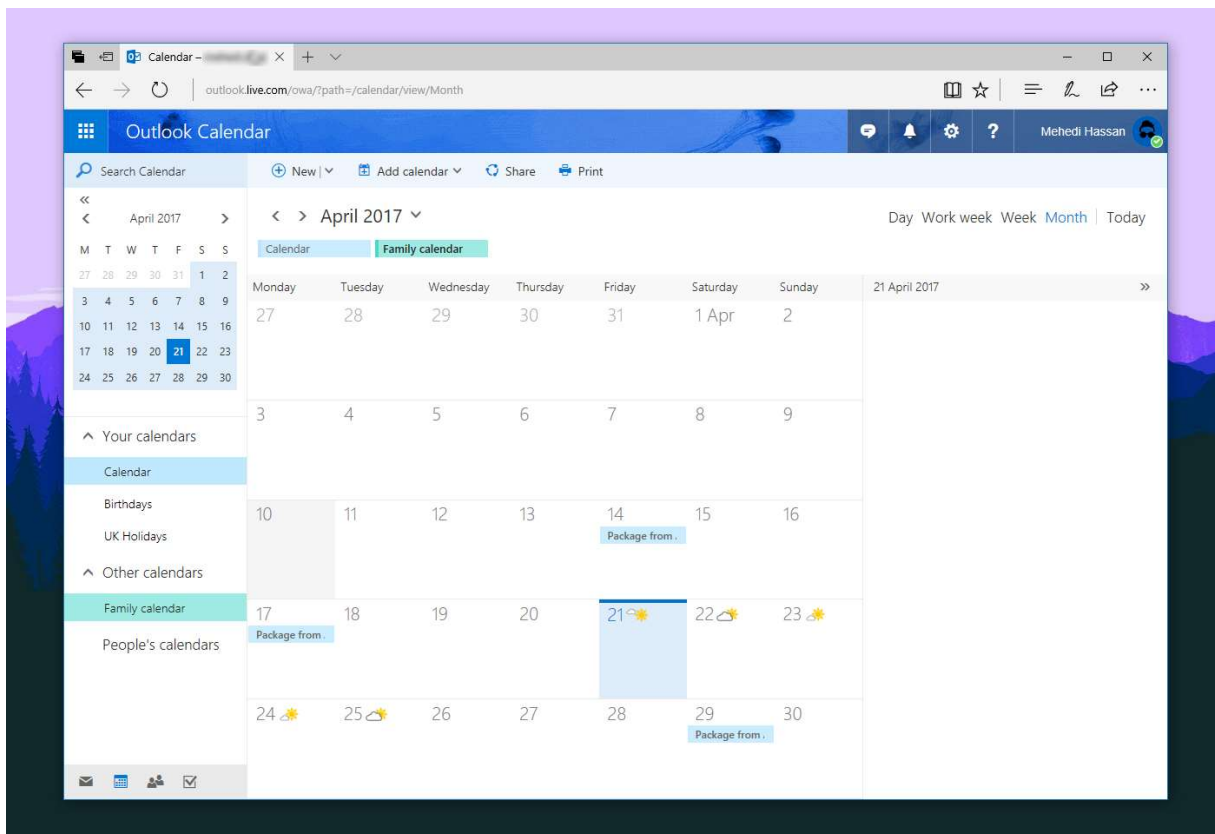 Calendar –
outlook.live.com/owa/?path=/calendar/view/Month
Outlook Calendar
? Mehedi Hassan
Search Calendar
New Add calendar Share Print
April 2017
M T W T F S S
27 28 29 30 31 1 2
3 4 5 6 7 8 9
10 11 12 13 14 15 16
17 18 19 20 21 22 23
24 25 26 27 28 29 30
Your calendars
Calendar
Birthdays
UK Holidays
Other calendars
Family calendar
People's calendars
April 2017
Day Work week Week Month Today
Calendar Family calendar
Monday Tuesday Wednesday Thursday Friday Saturday Sunday
27 28 29 30 31 1 Apr 2
3 4 5 6 7 8 9
10 11 12 13 14 15 16
Package from .
17 18 19 20 21 22 23
Package from .
24 25 26 27 28 29 30
Package from .
21 April 2017